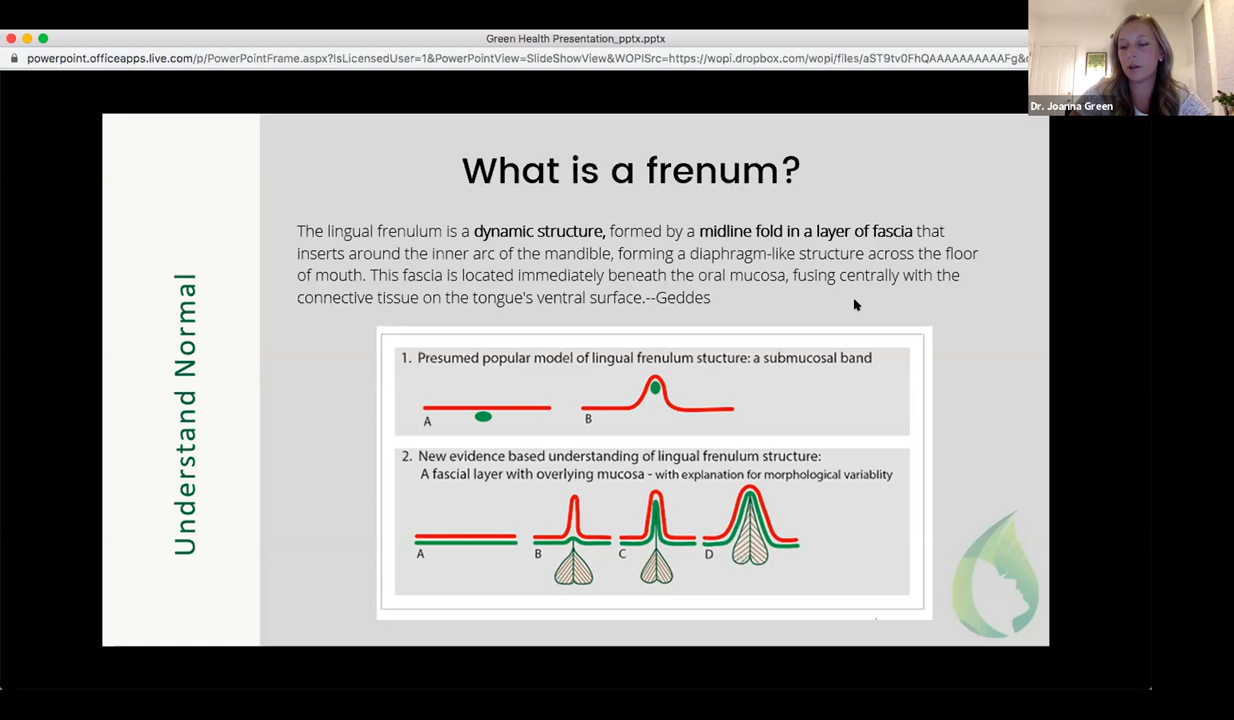 Green Health Presentation_pptx.pptx
powerpoint.officeapps.live.com/p/PowerPointFrame.aspx?IsLicensedUser=1&PowerPointView=SlideShowView&WOPISrc=https://wopi.dropbox.com/wopi/files/aST9tv0FhQAAAAAAAAAAFg&
Dr. Joanna Green
Understand Normal
What is a frenum?
The lingual frenulum is a dynamic structure, formed by a midline fold in a layer of fascia that
inserts around the inner arc of the mandible, forming a diaphragm-like structure across the floor
of mouth. This fascia is located immediately beneath the oral mucosa, fusing centrally with the
connective tissue on the tongue's ventral surface.--Geddes
1. Presumed popular model of lingual frenulum stucture: a submucosal band
A
B
2. New evidence based understanding of lingual frenulum structure:
A fascial layer with overlying mucosa - with explanation for morphological variablity
A
B
C
D